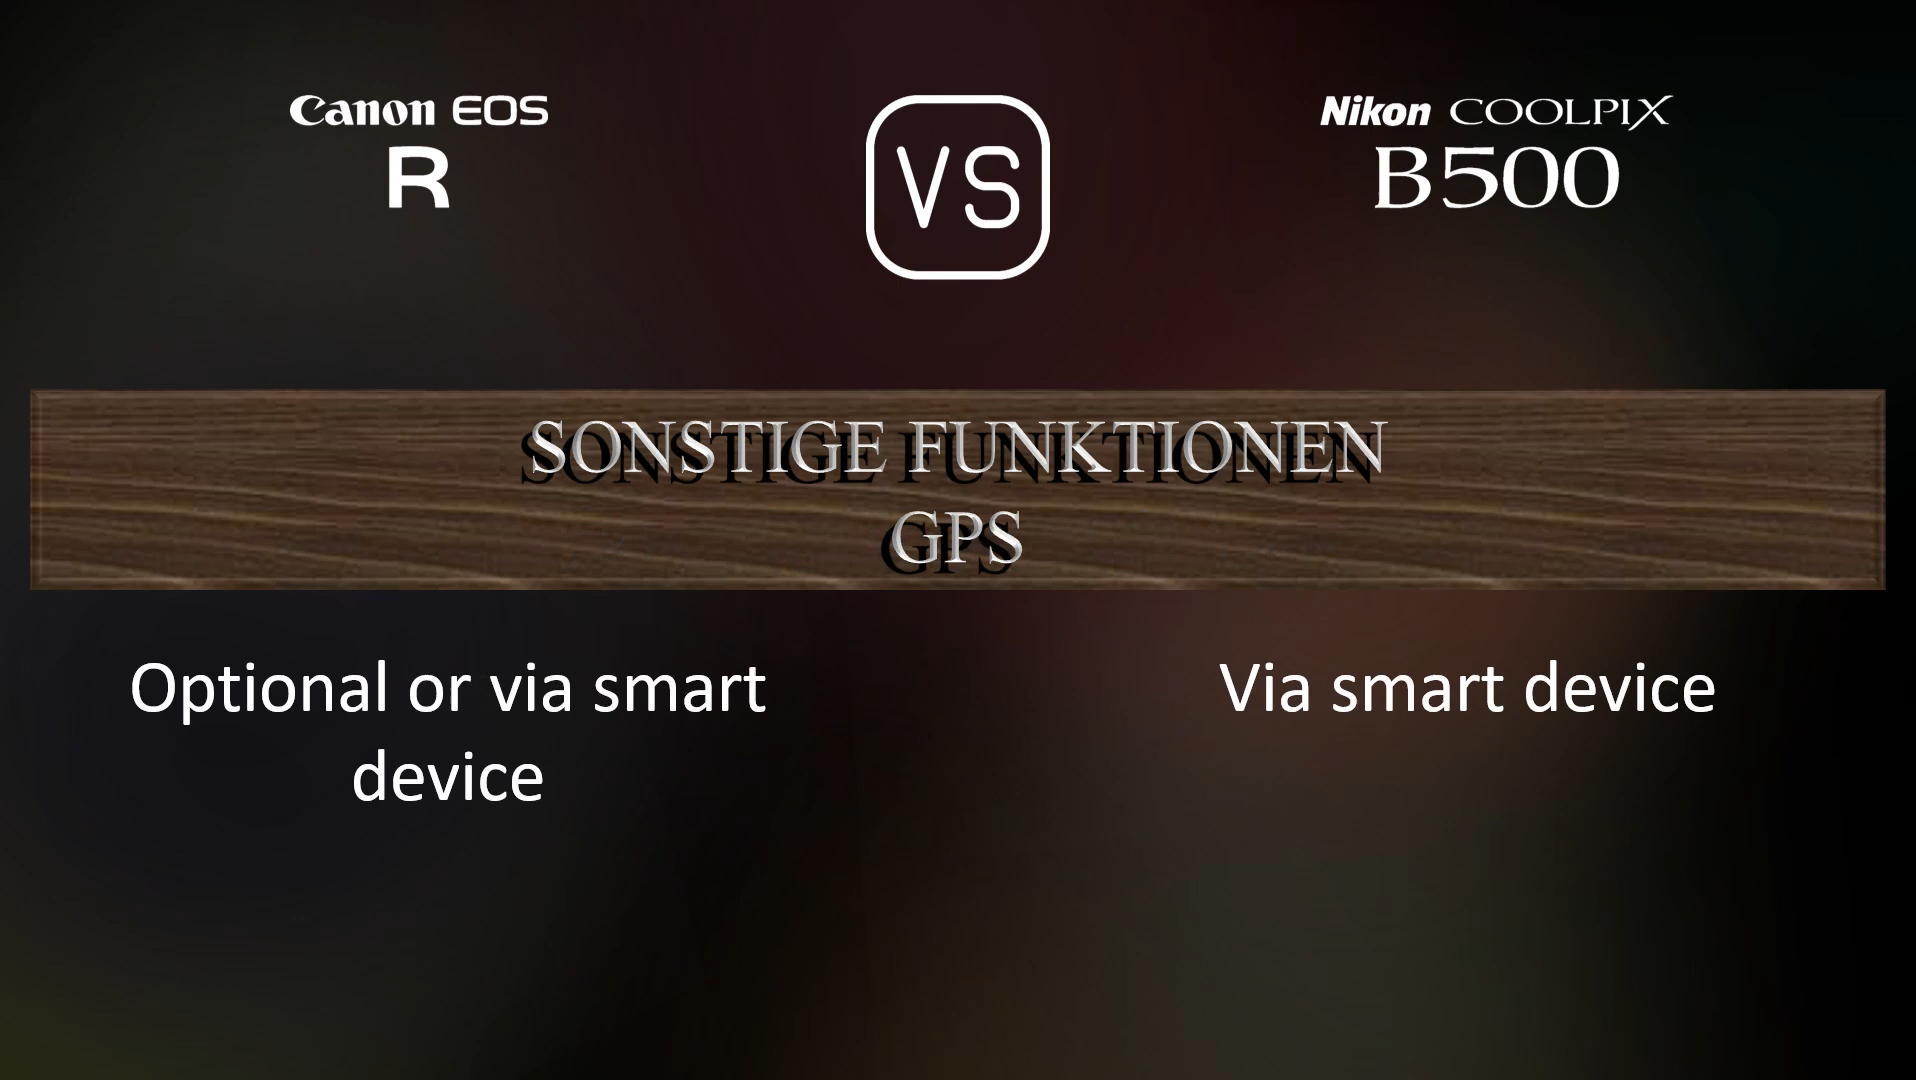 Canon EOS
R
VS
Nikon COOLPIX
B500
SONSTIGE FUNKTIONEN
GPS
Optional or via smart
device
Via smart device